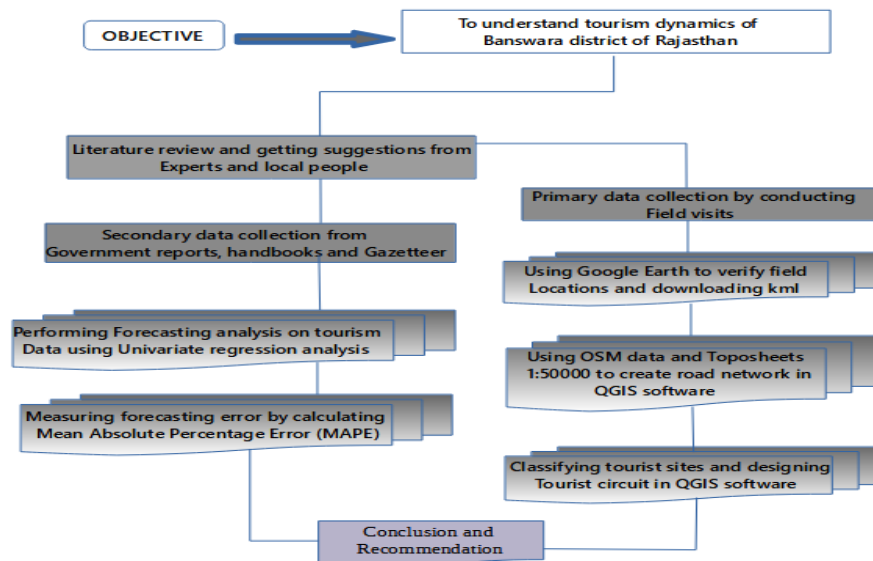 OBJECTIVE
To understand tourism dynamics of
Banswara district of Rajasthan
Literature review and getting suggestions from
Experts and local people
Secondary data collection from
Government reports, handbooks and Gazetteer
Performing Forecasting analysis on tourism
Data using Univariate regression analysis
Measuring forecasting error by calculating
Mean Absolute Percentage Error (MAPE)
Primary data collection by conducting
Field visits
Using Google Earth to verify field
Locations and downloading kml
Using OSM data and Toposheets
1:50000 to create road network in
QGIS software
Classifying tourist sites and designing
Tourist circuit in QGIS software
Conclusion and
Recommendation